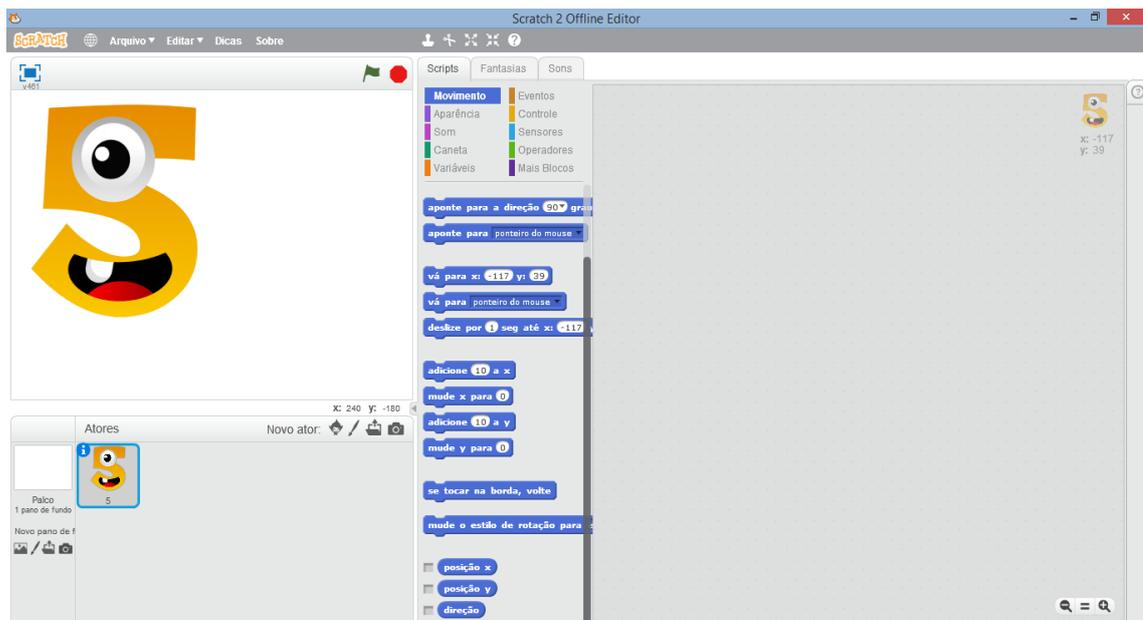 Scratch 2 Offline Editor
SCRATCH Arquivo Editar Dicas Sobre
v461
Scripts Fantasias Sons
Movimento Eventos
Aparência Controle
Som Sensores
Caneta Operadores
Variáveis Mais Blocos
aponte para a direção 90
aponte para ponteiro do mouse
vá para x: -117 y: 39
vá para ponteiro do mouse
deslize por 1 seg até x: -117
adicione 10 a x
mude x para 0
adicione 10 a y
mude y para 0
se tocar na borda, volte
mude o estilo de rotação para
posição x
posição y
direção
x: -117
y: 39
5
X: 240 y: -180
Atores Novo ator:
Palco
1 pano de fundo
Novo pano de
5